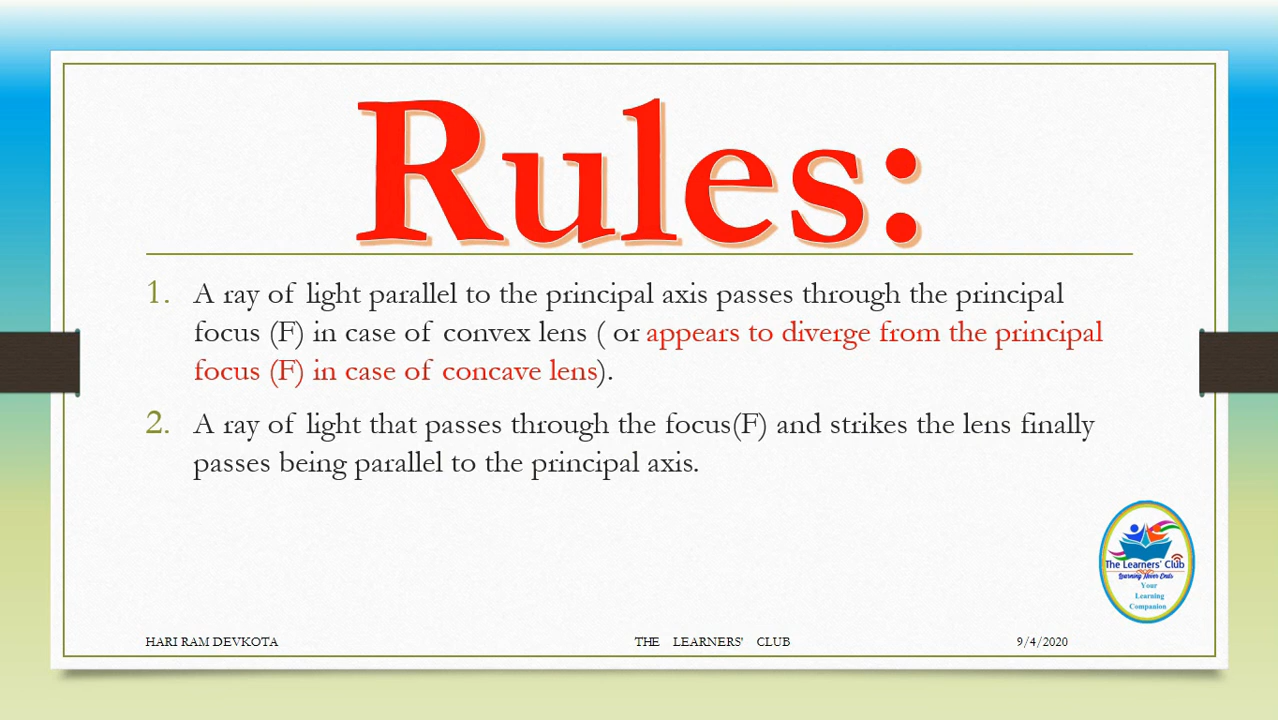 Rules:
1. A ray of light parallel to the principal axis passes through the principal
focus (F) in case of convex lens ( or appears to diverge from the principal
focus (F) in case of concave lens).
2. A ray of light that passes through the focus(F) and strikes the lens finally
passes being parallel to the principal axis.
The Learners' Club
Learning Never Ends
Your
Learning
Companion
HARI RAM DEVKOTA THE LEARNERS' CLUB 9/4/2020